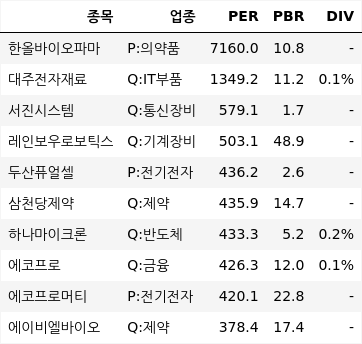 종목 업종 PER PBR DIV
한올바이오파마 P:의약품 7160.0 10.8 -
대주전자재료 Q:IT부품 1349.2 11.2 0.1%
서진시스템 Q:통신장비 579.1 1.7 -
레인보우로보틱스 Q:기계장비 503.1 48.9 -
두산퓨얼셀 P:전기전자 436.2 2.6 -
삼천당제약 Q:제약 435.9 14.7 -
하나마이크론 Q:반도체 433.3 5.2 0.2%
에코프로 Q:금융 426.3 12.0 0.1%
에코프로머티 P:전기전자 420.1 22.8 -
에이비엘바이오 Q:제약 378.4 17.4 -